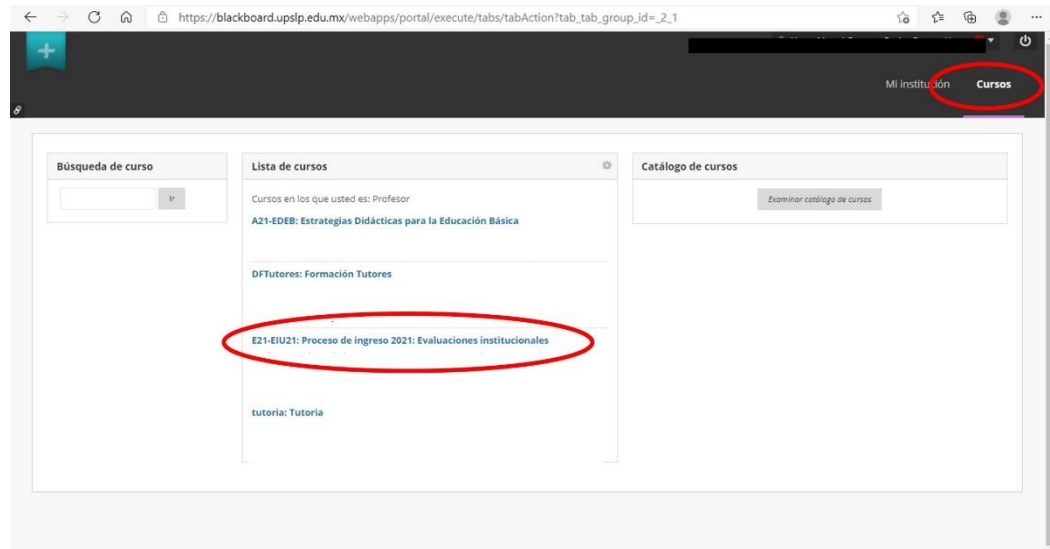 https://blackboard.upslp.edu.mx/webapps/portal/execute/tabs/tabAction?tab_tab_group_id=_2_1
Mi institución
Cursos
Búsqueda de curso
Ir
Lista de cursos
Cursos en los que usted es: Profesor
A21-EDEB: Estrategias Didácticas para la Educación Básica
DFTutores: Formación Tutores
E21-EIU21: Proceso de ingreso 2021: Evaluaciones institucionales
tutoria: Tutoria
Catálogo de cursos
Examinar catálogo de cursos